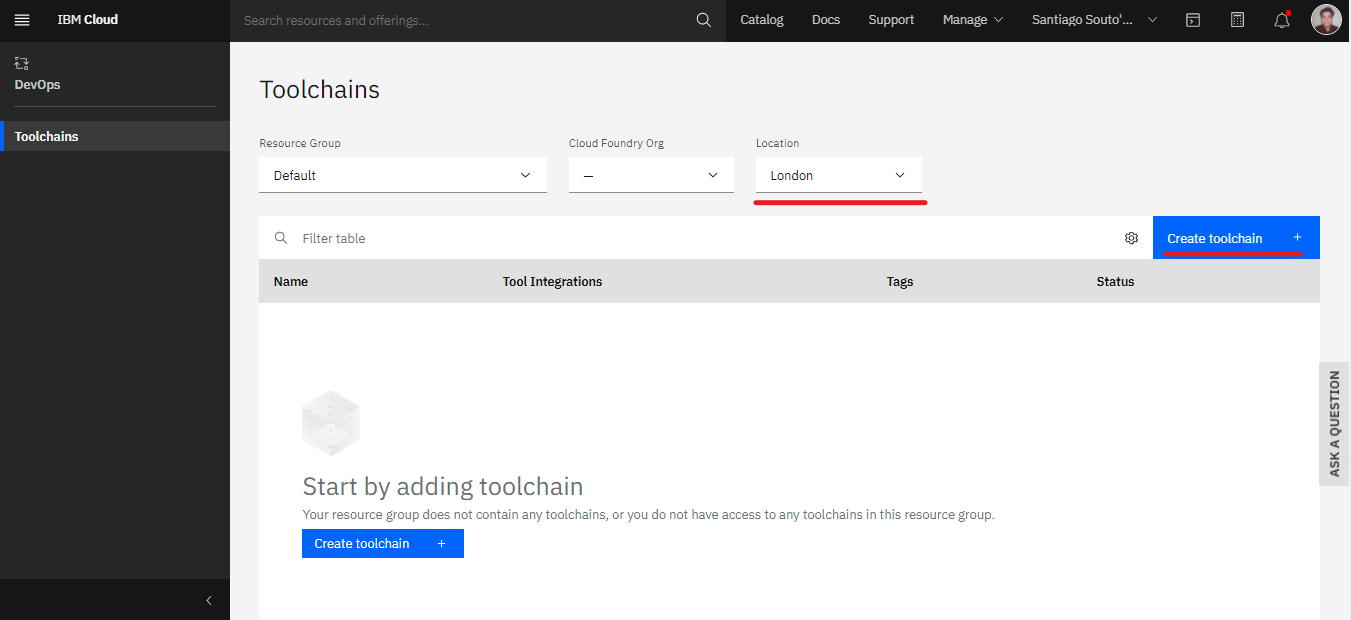 IBM Cloud
Search resources and offerings...
Catalog
Docs
Support
Manage
Santiago Souto'...
DevOps
Toolchains
Toolchains
Resource Group
Cloud Foundry Org
Location
Default
—
London
Filter table
Create toolchain +
Name
Tool Integrations
Tags
Status
Start by adding toolchain
Your resource group does not contain any toolchains, or you do not have access to any toolchains in this resource group.
Create toolchain +
ASK A QUESTION